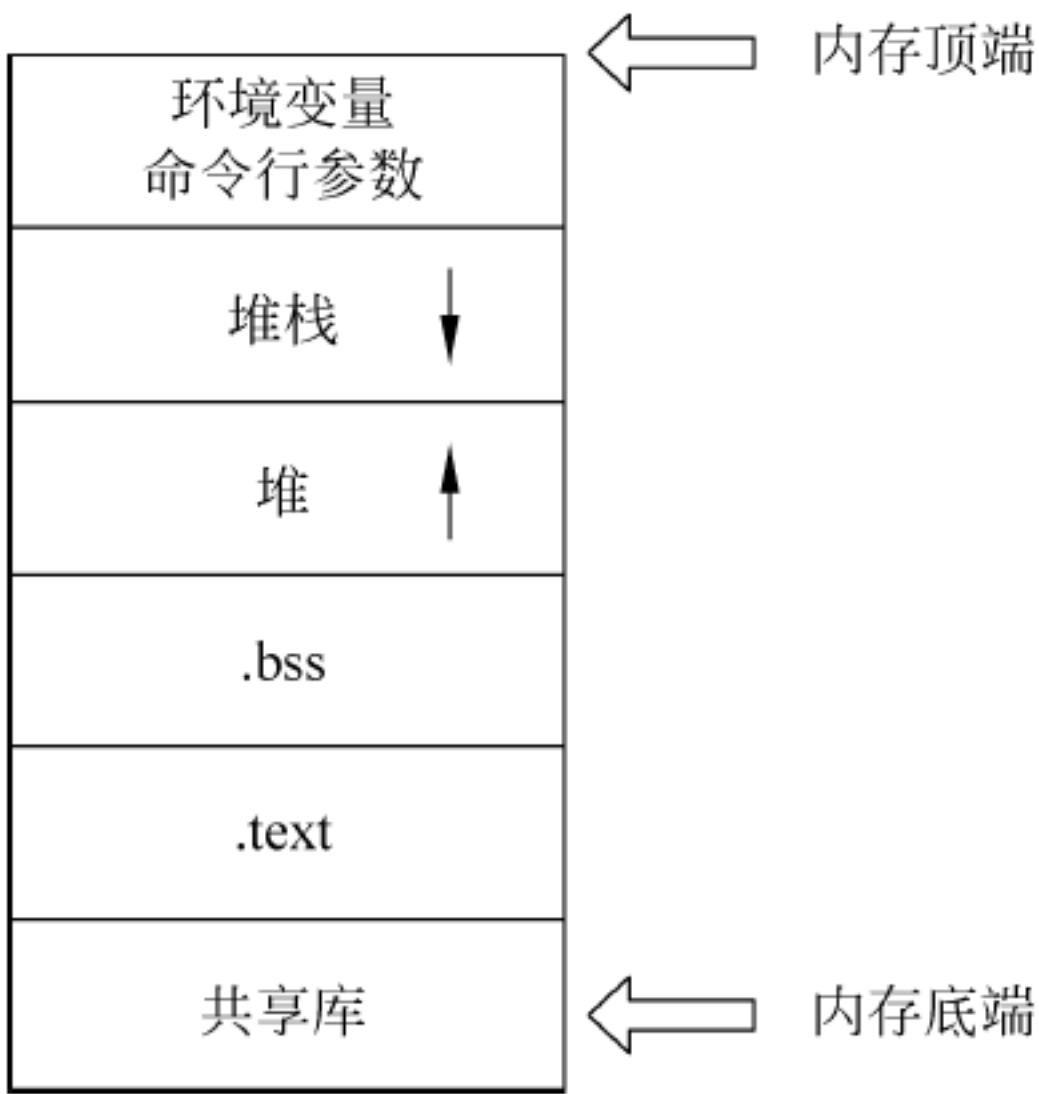 内存顶端
环境变量
命令行参数
堆栈
堆
.bss
.text
共享库
内存底端